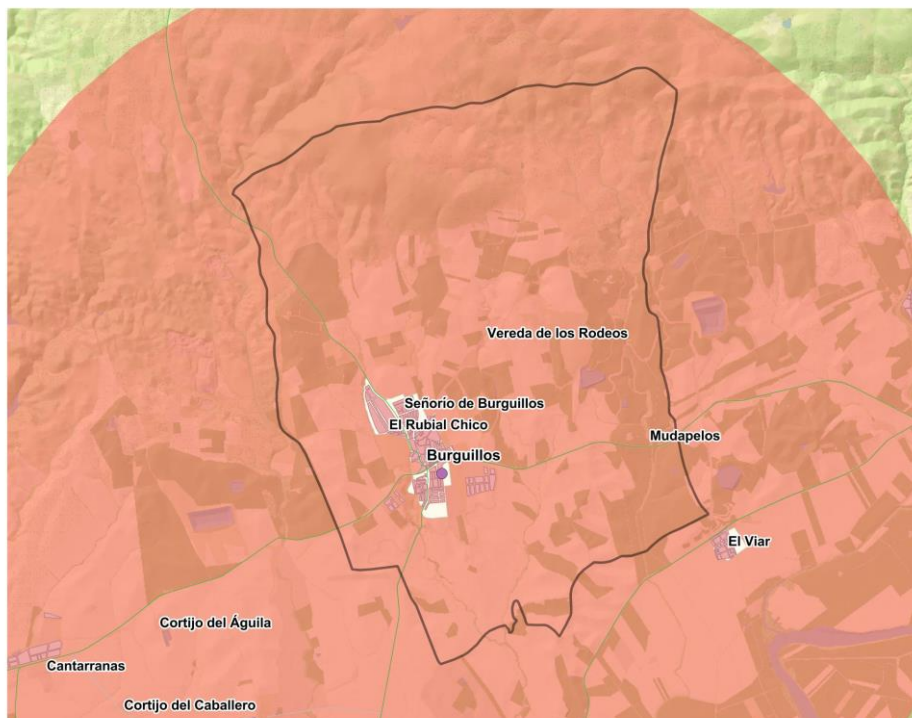 Vereda de los Rodeos
Señorío de Burguillos
El Rubial Chico
Mudapelos
Burguillos
El Viar
Cortijo del Águila
Cantarranas
Cortijo del Caballero